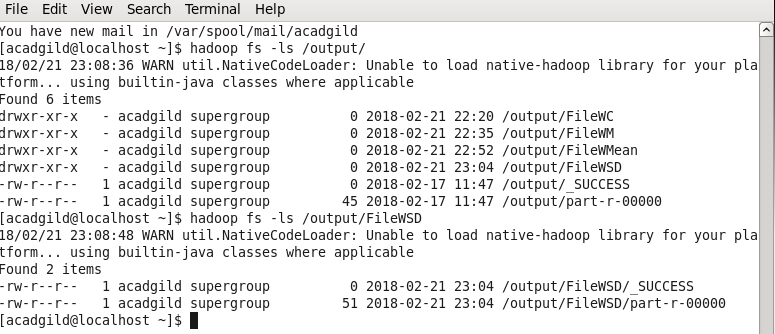 File Edit View Search Terminal Help
You have new mail in /var/spool/mail/acadgild
[acadgild@localhost ~]$ hadoop fs -ls /output/
18/02/21 23:08:36 WARN util.NativeCodeLoader: Unable to load native-hadoop library for your pla
tform... using builtin-java classes where applicable
Found 6 items
drwxr-xr-x   - acadgild supergroup          0 2018-02-21 22:20 /output/FileWC
drwxr-xr-x   - acadgild supergroup          0 2018-02-21 22:35 /output/FileWM
drwxr-xr-x   - acadgild supergroup          0 2018-02-21 22:52 /output/FileWMean
drwxr-xr-x   - acadgild supergroup          0 2018-02-21 23:04 /output/FileWSD
-rw-r--r--   1 acadgild supergroup          0 2018-02-17 11:47 /output/_SUCCESS
-rw-r--r--   1 acadgild supergroup         45 2018-02-17 11:47 /output/part-r-00000
[acadgild@localhost ~]$ hadoop fs -ls /output/FileWSD
18/02/21 23:08:48 WARN util.NativeCodeLoader: Unable to load native-hadoop library for your pla
tform... using builtin-java classes where applicable
Found 2 items
-rw-r--r--   1 acadgild supergroup          0 2018-02-21 23:04 /output/FileWSD/_SUCCESS
-rw-r--r--   1 acadgild supergroup         51 2018-02-21 23:04 /output/FileWSD/part-r-00000
[acadgild@localhost ~]$